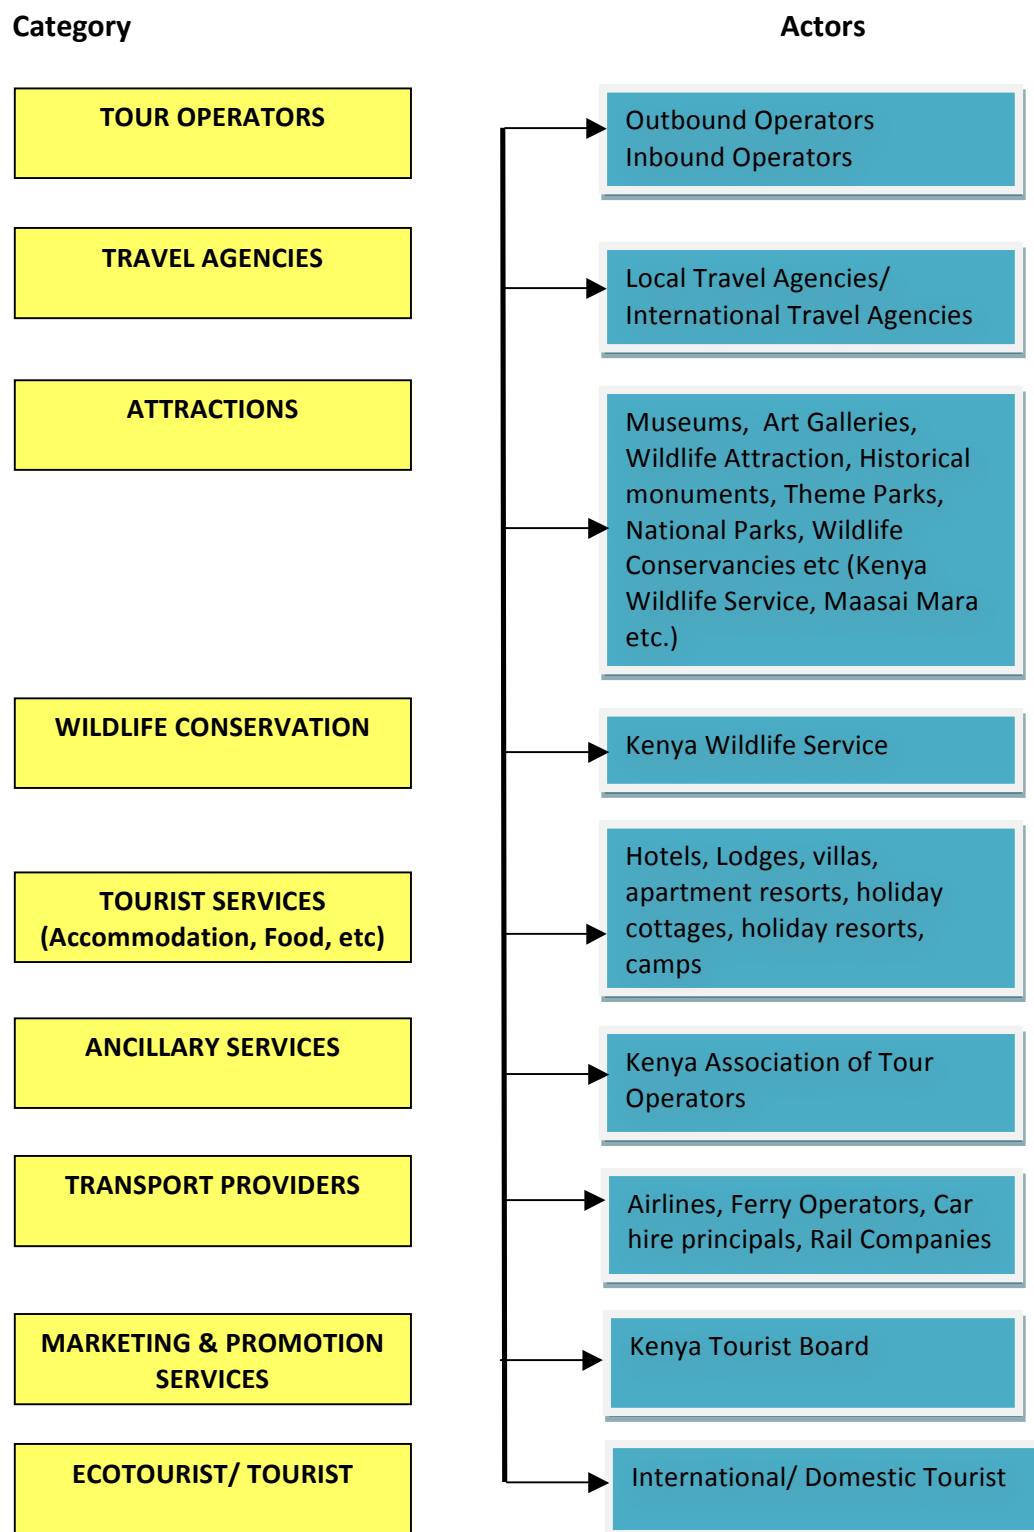 Category
Actors
TOUR OPERATORS
Outbound Operators
Inbound Operators
TRAVEL AGENCIES
Local Travel Agencies/
International Travel Agencies
ATTRACTIONS
Museums,  Art Galleries,
Wildlife Attraction, Historical
monuments, Theme Parks,
National Parks, Wildlife
Conservancies etc (Kenya
Wildlife Service, Maasai Mara
etc.)
WILDLIFE CONSERVATION
Kenya Wildlife Service
TOURIST SERVICES
(Accommodation, Food, etc)
Hotels, Lodges, villas,
apartment resorts, holiday
cottages, holiday resorts,
camps
ANCILLARY SERVICES
Kenya Association of Tour
Operators
TRANSPORT PROVIDERS
Airlines, Ferry Operators, Car
hire principals, Rail Companies
MARKETING & PROMOTION
SERVICES
Kenya Tourist Board
ECOTOURIST/ TOURIST
International/ Domestic Tourist